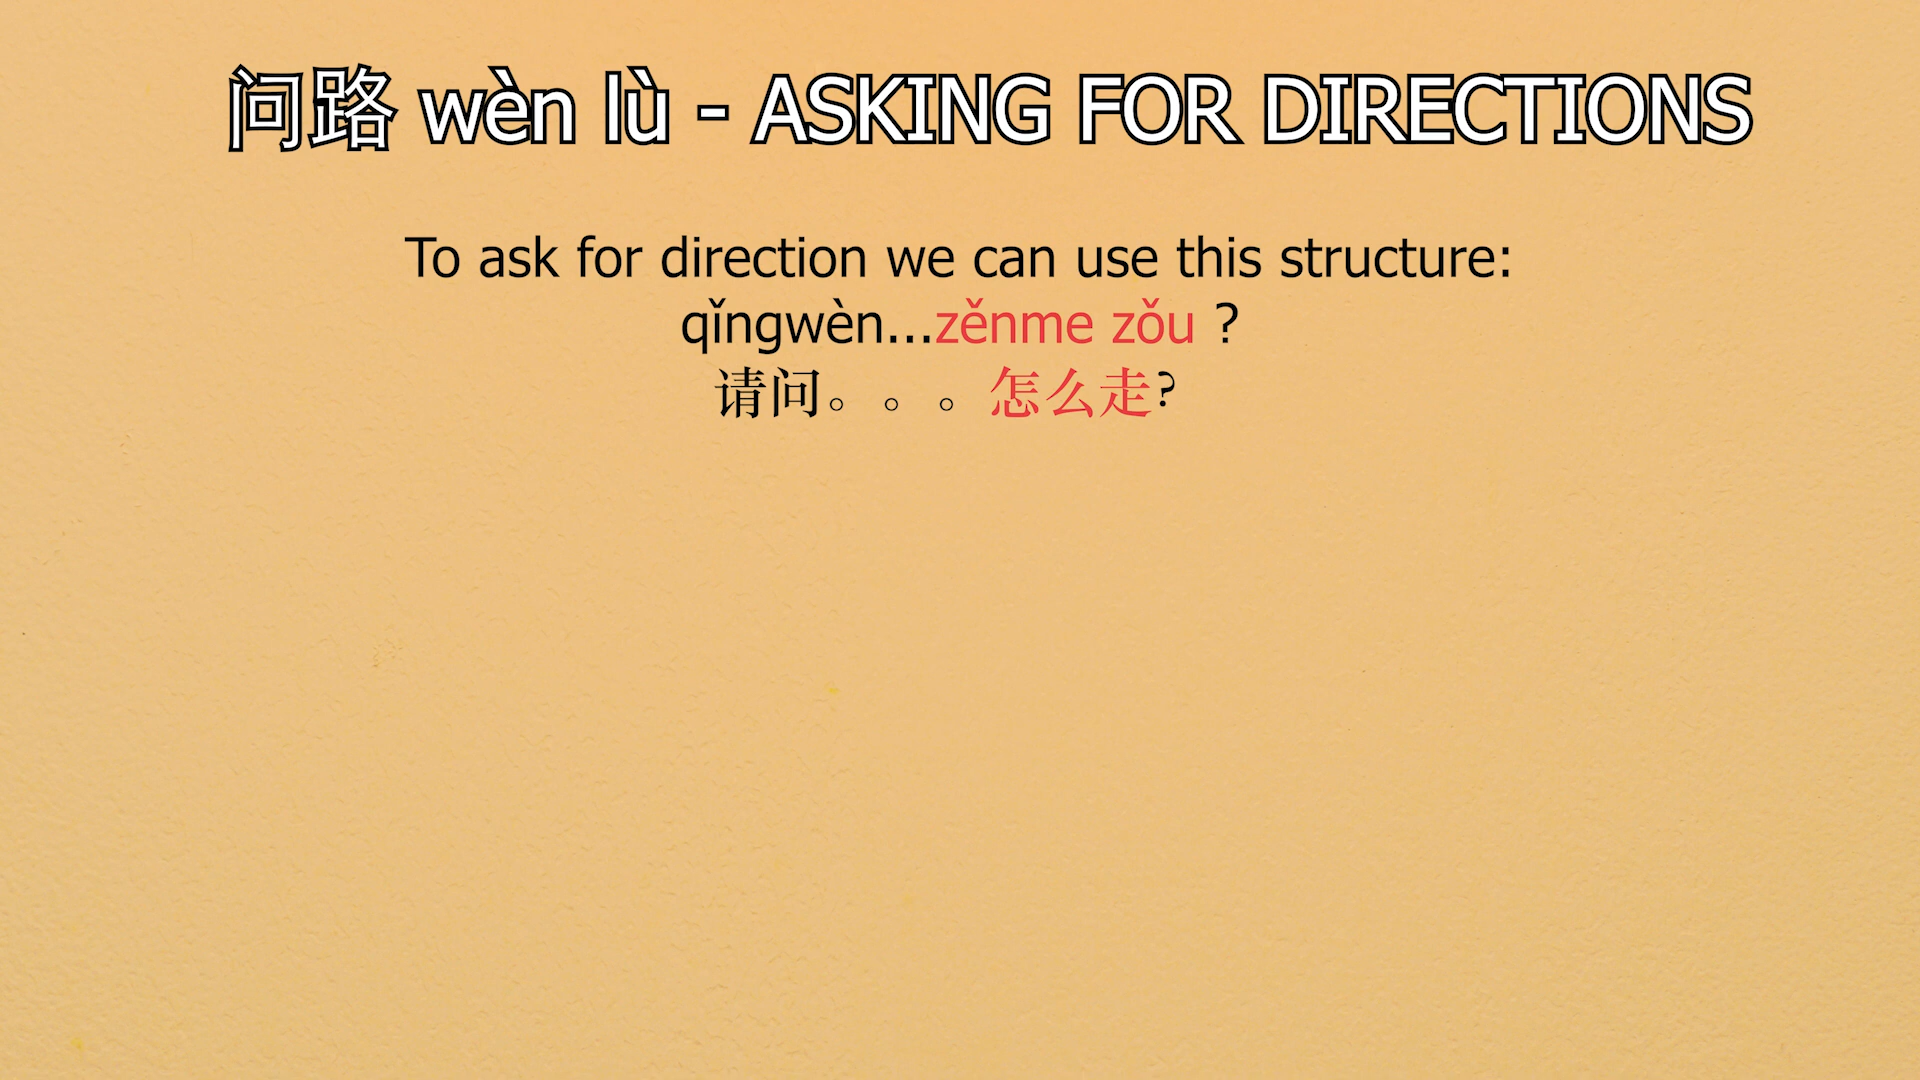 问路 wèn lù - ASKING FOR DIRECTIONS
To ask for direction we can use this structure:
qǐngwèn...zěnme zǒu ?
请问。。。怎么走?